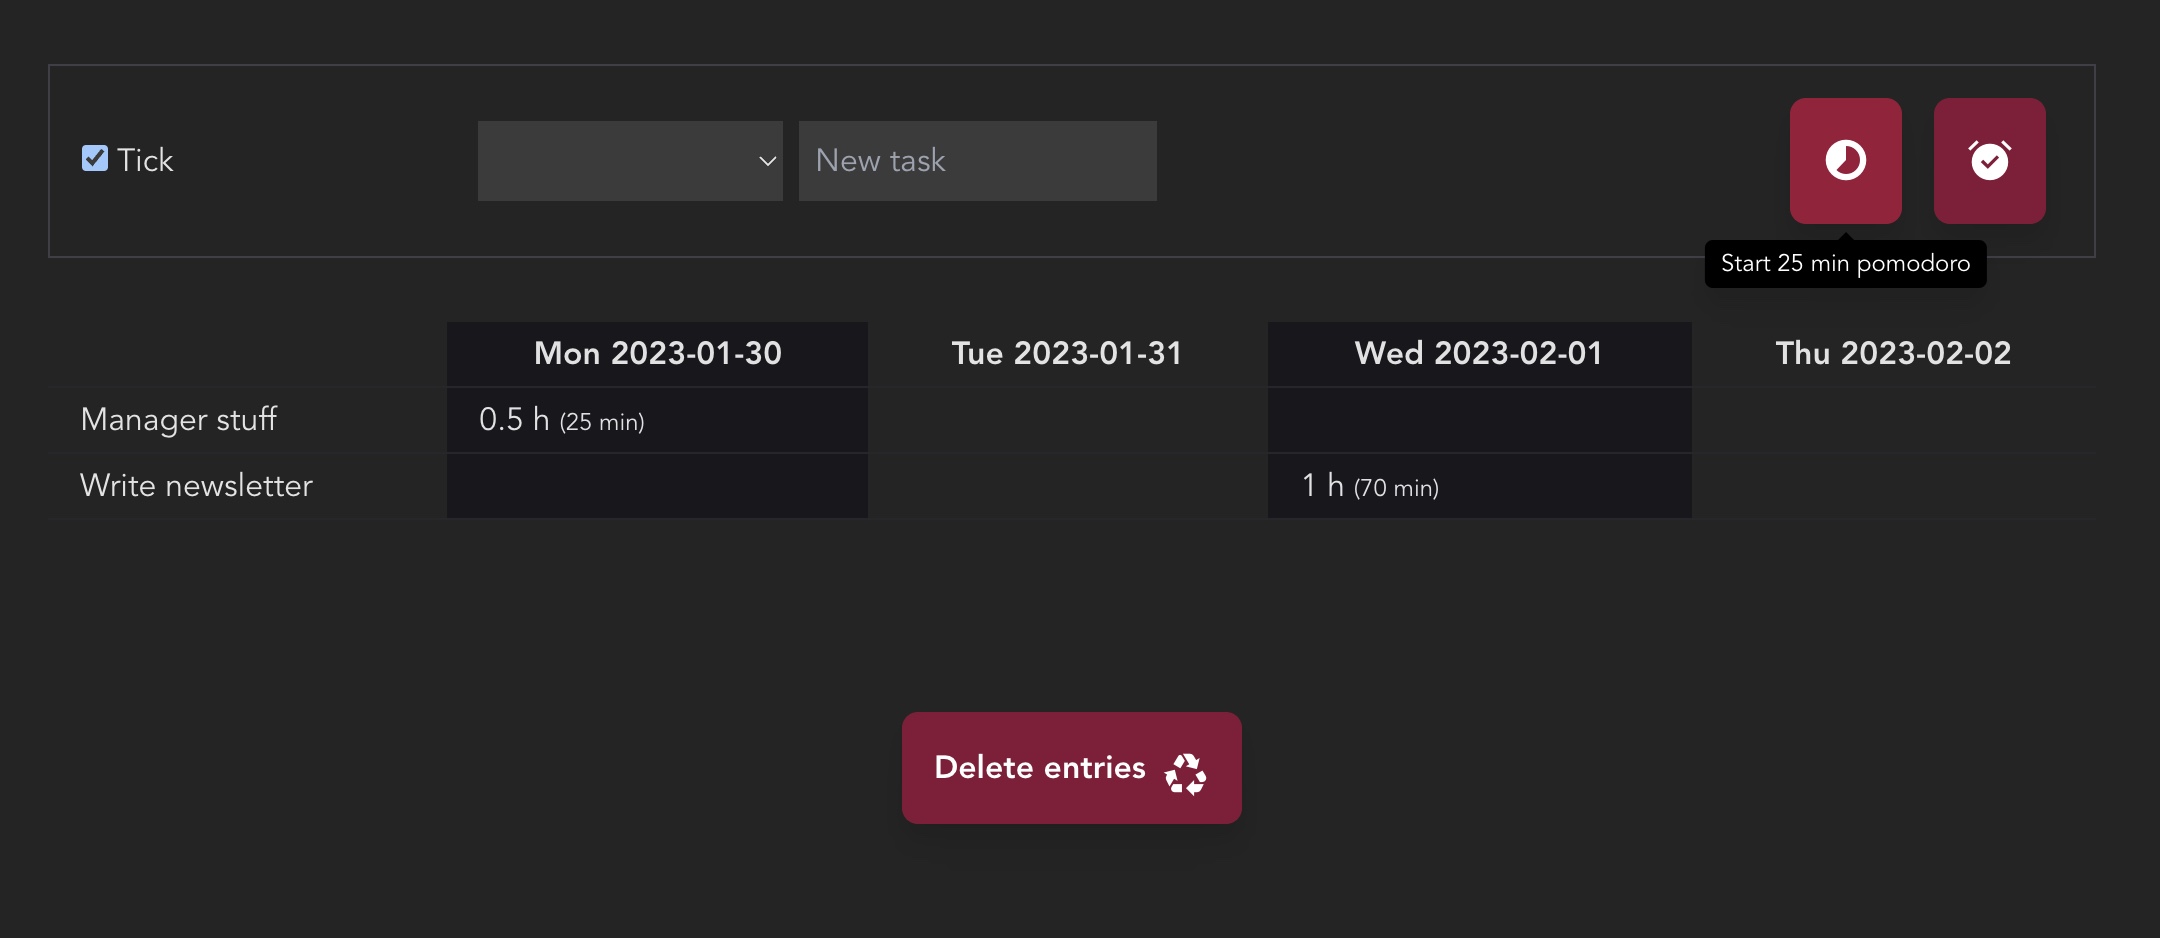 Tick
New task
Start 25 min pomodoro
Mon 2023-01-30 Tue 2023-01-31 Wed 2023-02-01 Thu 2023-02-02
Manager stuff 0.5 h (25 min)
Write newsletter 1 h (70 min)
Delete entries